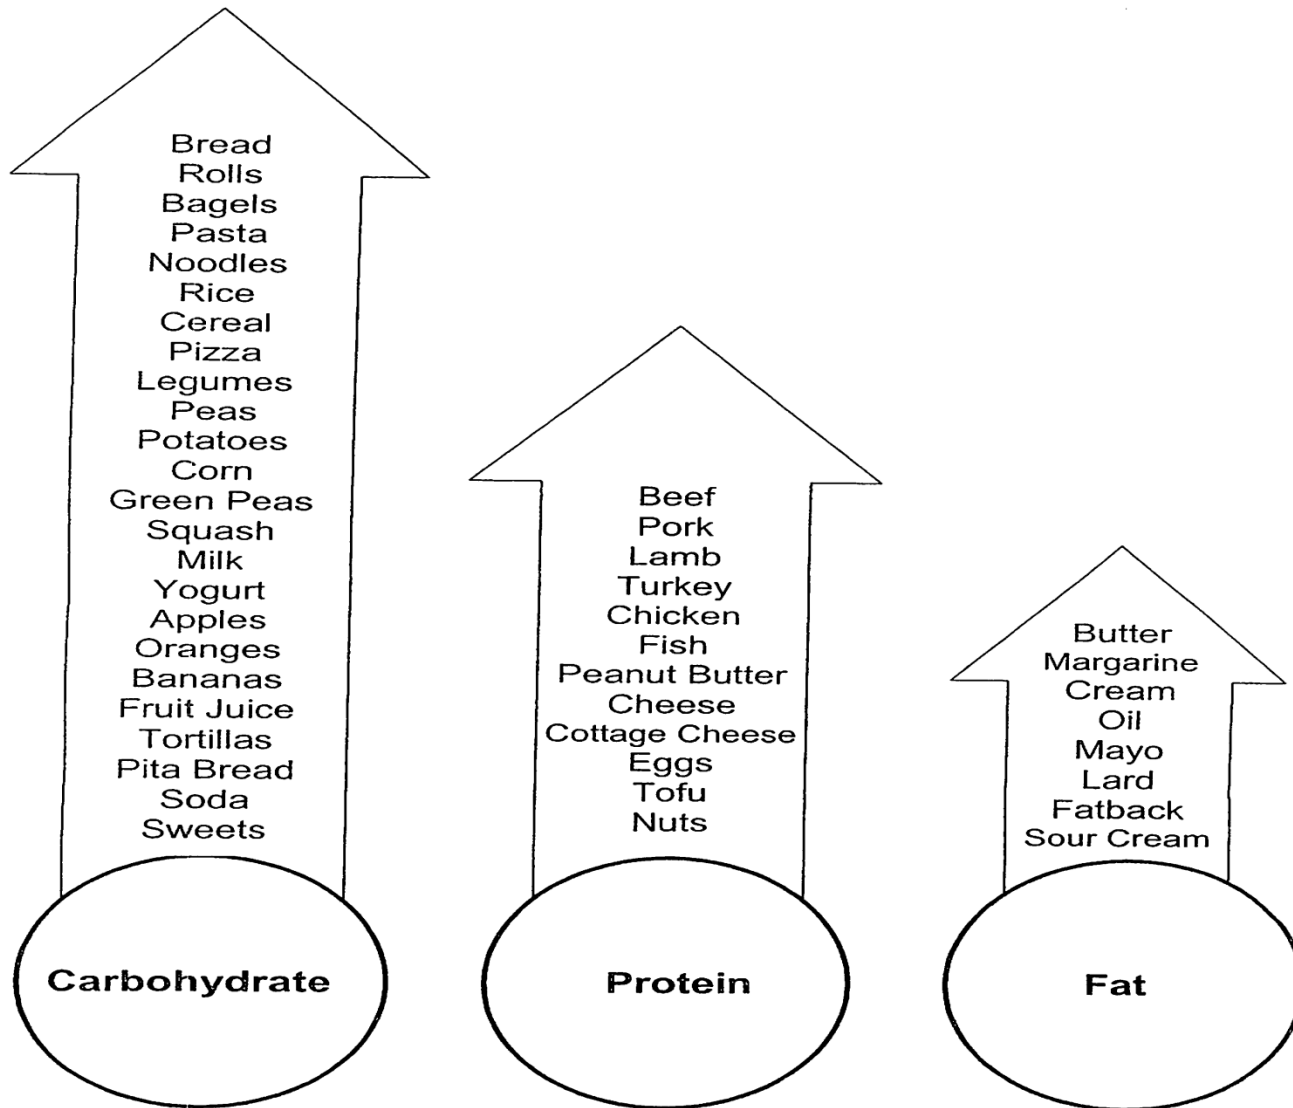 Bread
Rolls
Bagels
Pasta
Noodles
Rice
Cereal
Pizza
Legumes
Peas
Potatoes
Corn
Green Peas
Squash
Milk
Yogurt
Apples
Oranges
Bananas
Fruit Juice
Tortillas
Pita Bread
Soda
Sweets
Carbohydrate
Beef
Pork
Lamb
Turkey
Chicken
Fish
Peanut Butter
Cheese
Cottage Cheese
Eggs
Tofu
Nuts
Protein
Butter
Margarine
Cream
Oil
Mayo
Lard
Fatback
Sour Cream
Fat